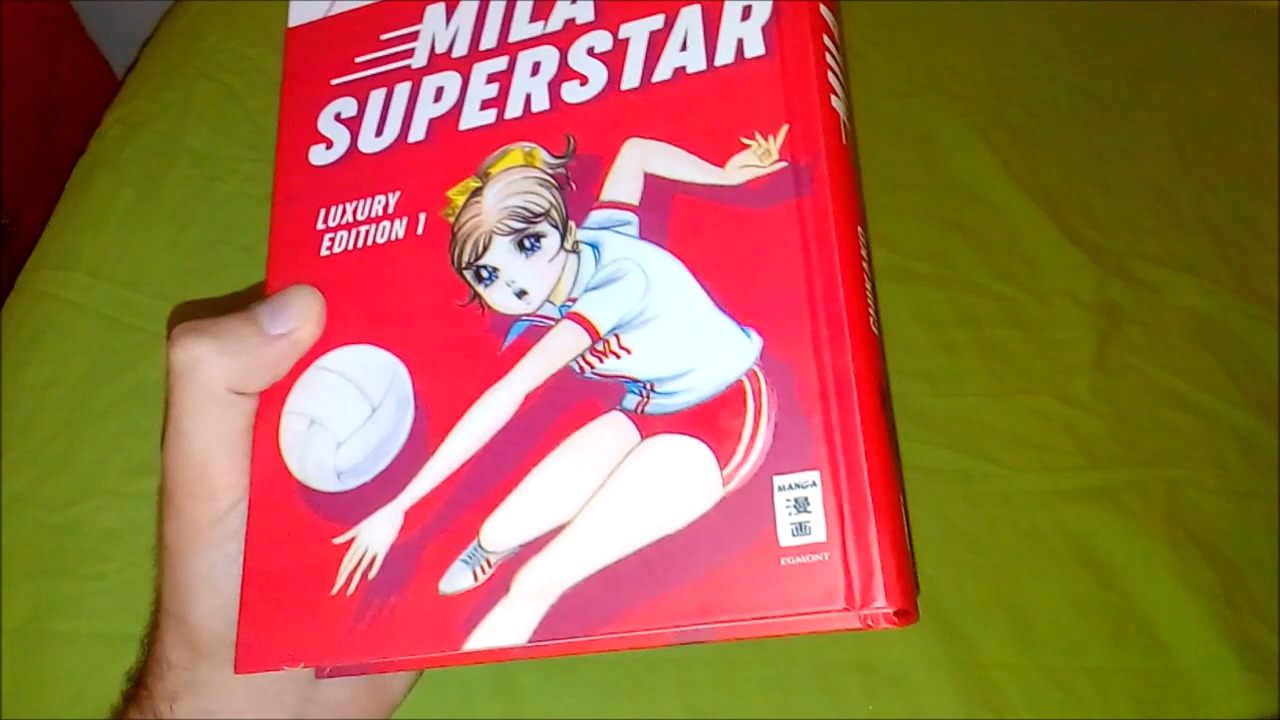 MILA
SUPERSTAR
LUXURY
EDITION 1
MANGA
漫
画
EGMONT